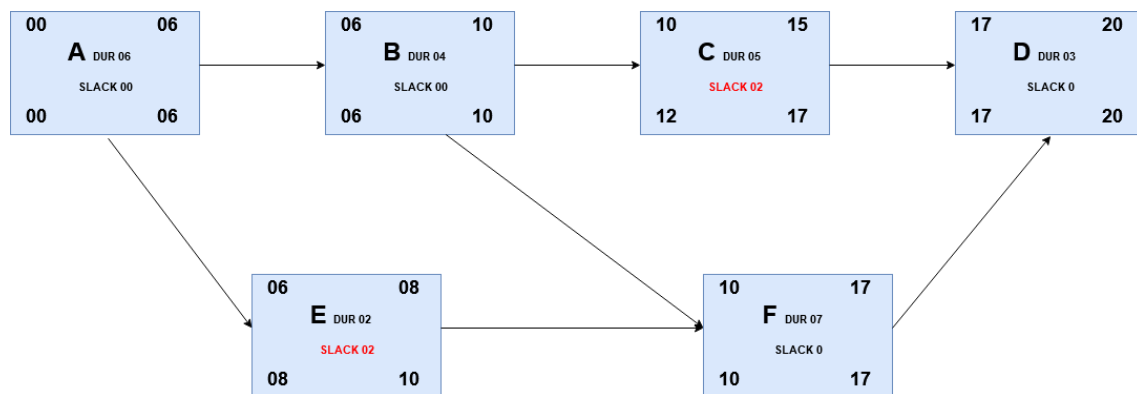 00 06
A DUR 06
SLACK 00
00 06
06 10
B DUR 04
SLACK 00
06 10
10 15
C DUR 05
SLACK 02
12 17
17 20
D DUR 03
SLACK 0
17 20
06 08
E DUR 02
SLACK 02
08 10
10 17
F DUR 07
SLACK 0
10 17